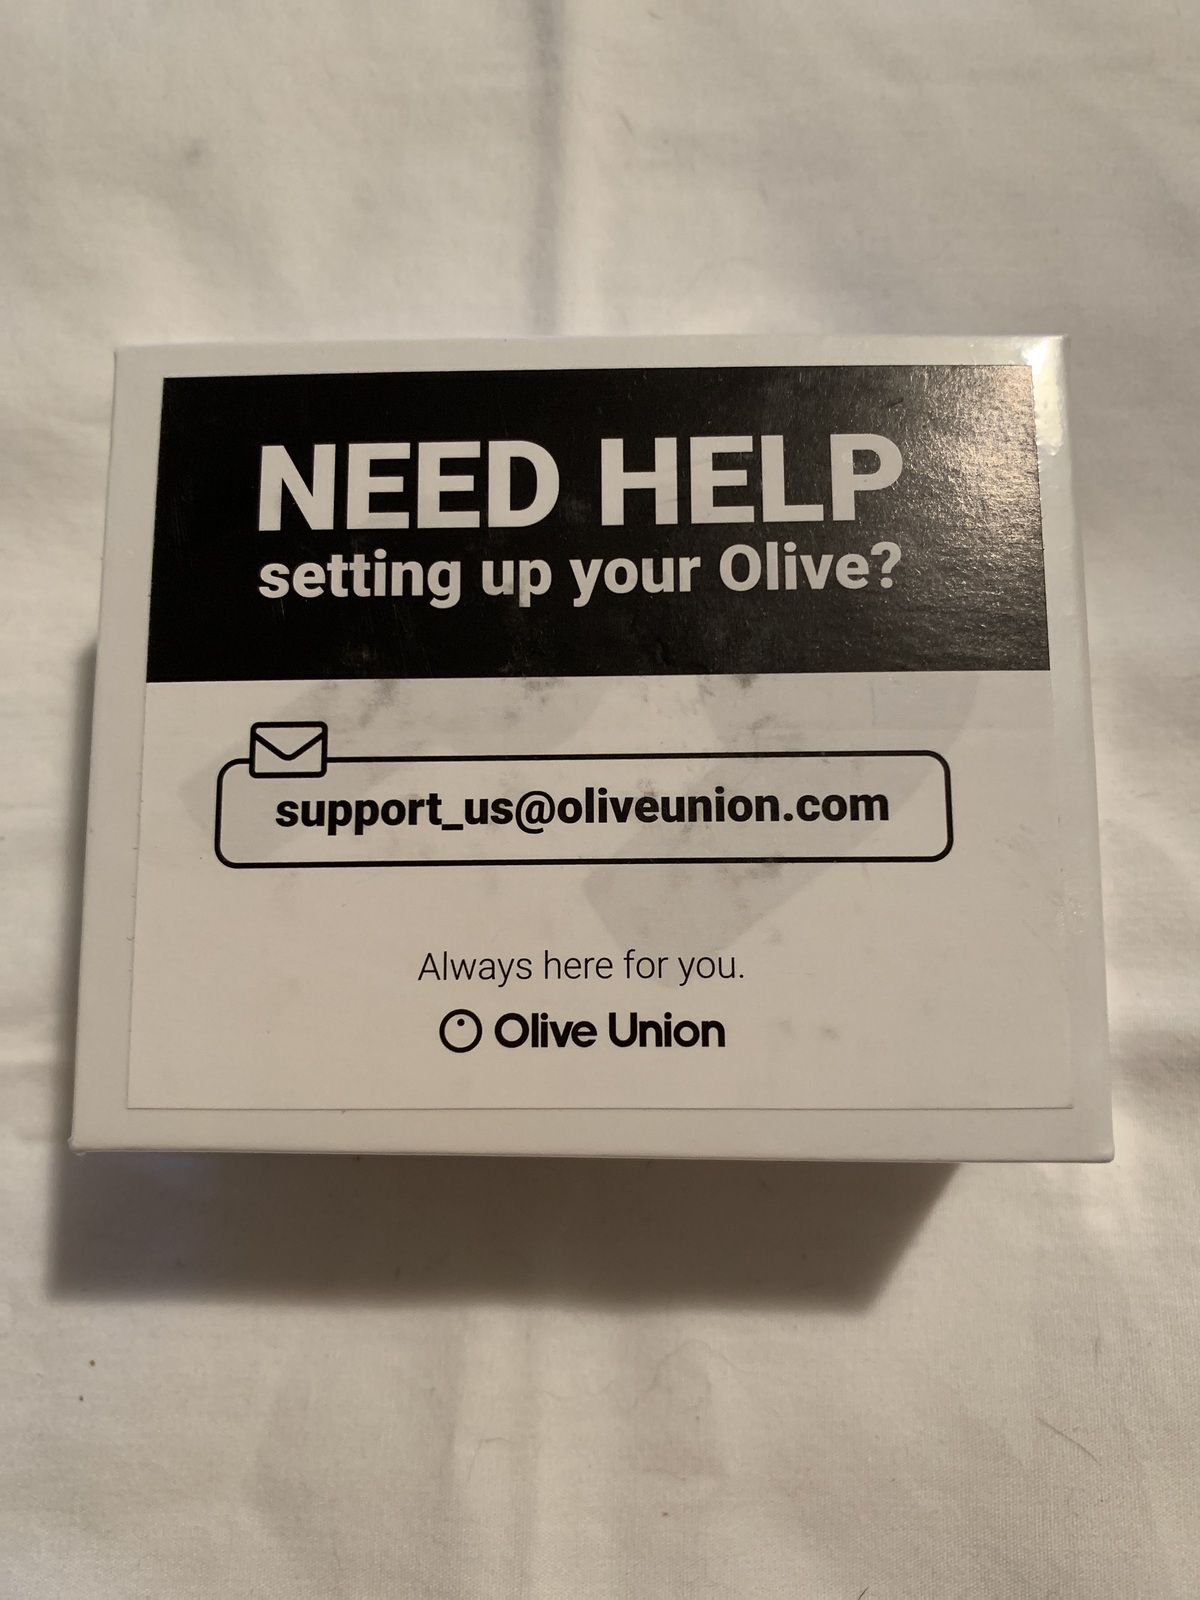 NEED HELP
setting up your Olive?
support_us@oliveunion.com
Always here for you.
Olive Union